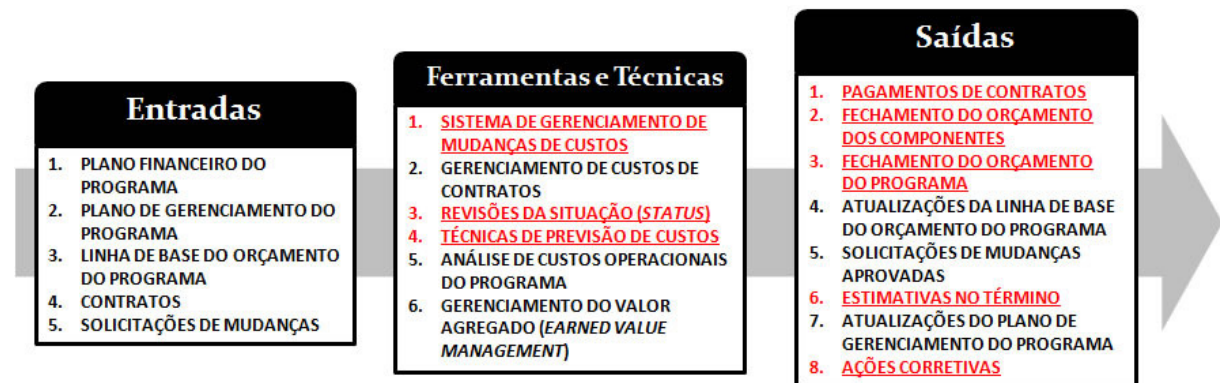 Entradas
1. PLANO FINANCEIRO DO
PROGRAMA
2. PLANO DE GERENCIAMENTO DO
PROGRAMA
3. LINHA DE BASE DO ORÇAMENTO
DO PROGRAMA
4. CONTRATOS
5. SOLICITAÇÕES DE MUDANÇAS
Ferramentas e Técnicas
1. SISTEMA DE GERENCIAMENTO DE
MUDANÇAS DE CUSTOS
2. GERENCIAMENTO DE CUSTOS DE
CONTRATOS
3. REVISÕES DA SITUAÇÃO (STATUS)
4. TÉCNICAS DE PREVISÃO DE CUSTOS
5. ANÁLISE DE CUSTOS OPERACIONAIS
DO PROGRAMA
6. GERENCIAMENTO DO VALOR
AGREGADO (EARNED VALUE
MANAGEMENT)
Saídas
1. PAGAMENTOS DE CONTRATOS
2. FECHAMENTO DO ORÇAMENTO
DOS COMPONENTES
3. FECHAMENTO DO ORÇAMENTO
DO PROGRAMA
4. ATUALIZAÇÕES DA LINHA DE BASE
DO ORÇAMENTO DO PROGRAMA
5. SOLICITAÇÕES DE MUDANÇAS
APROVADAS
6. ESTIMATIVAS NO TÉRMINO
7. ATUALIZAÇÕES DO PLANO DE
GERENCIAMENTO DO PROGRAMA
8. AÇÕES CORRETIVAS